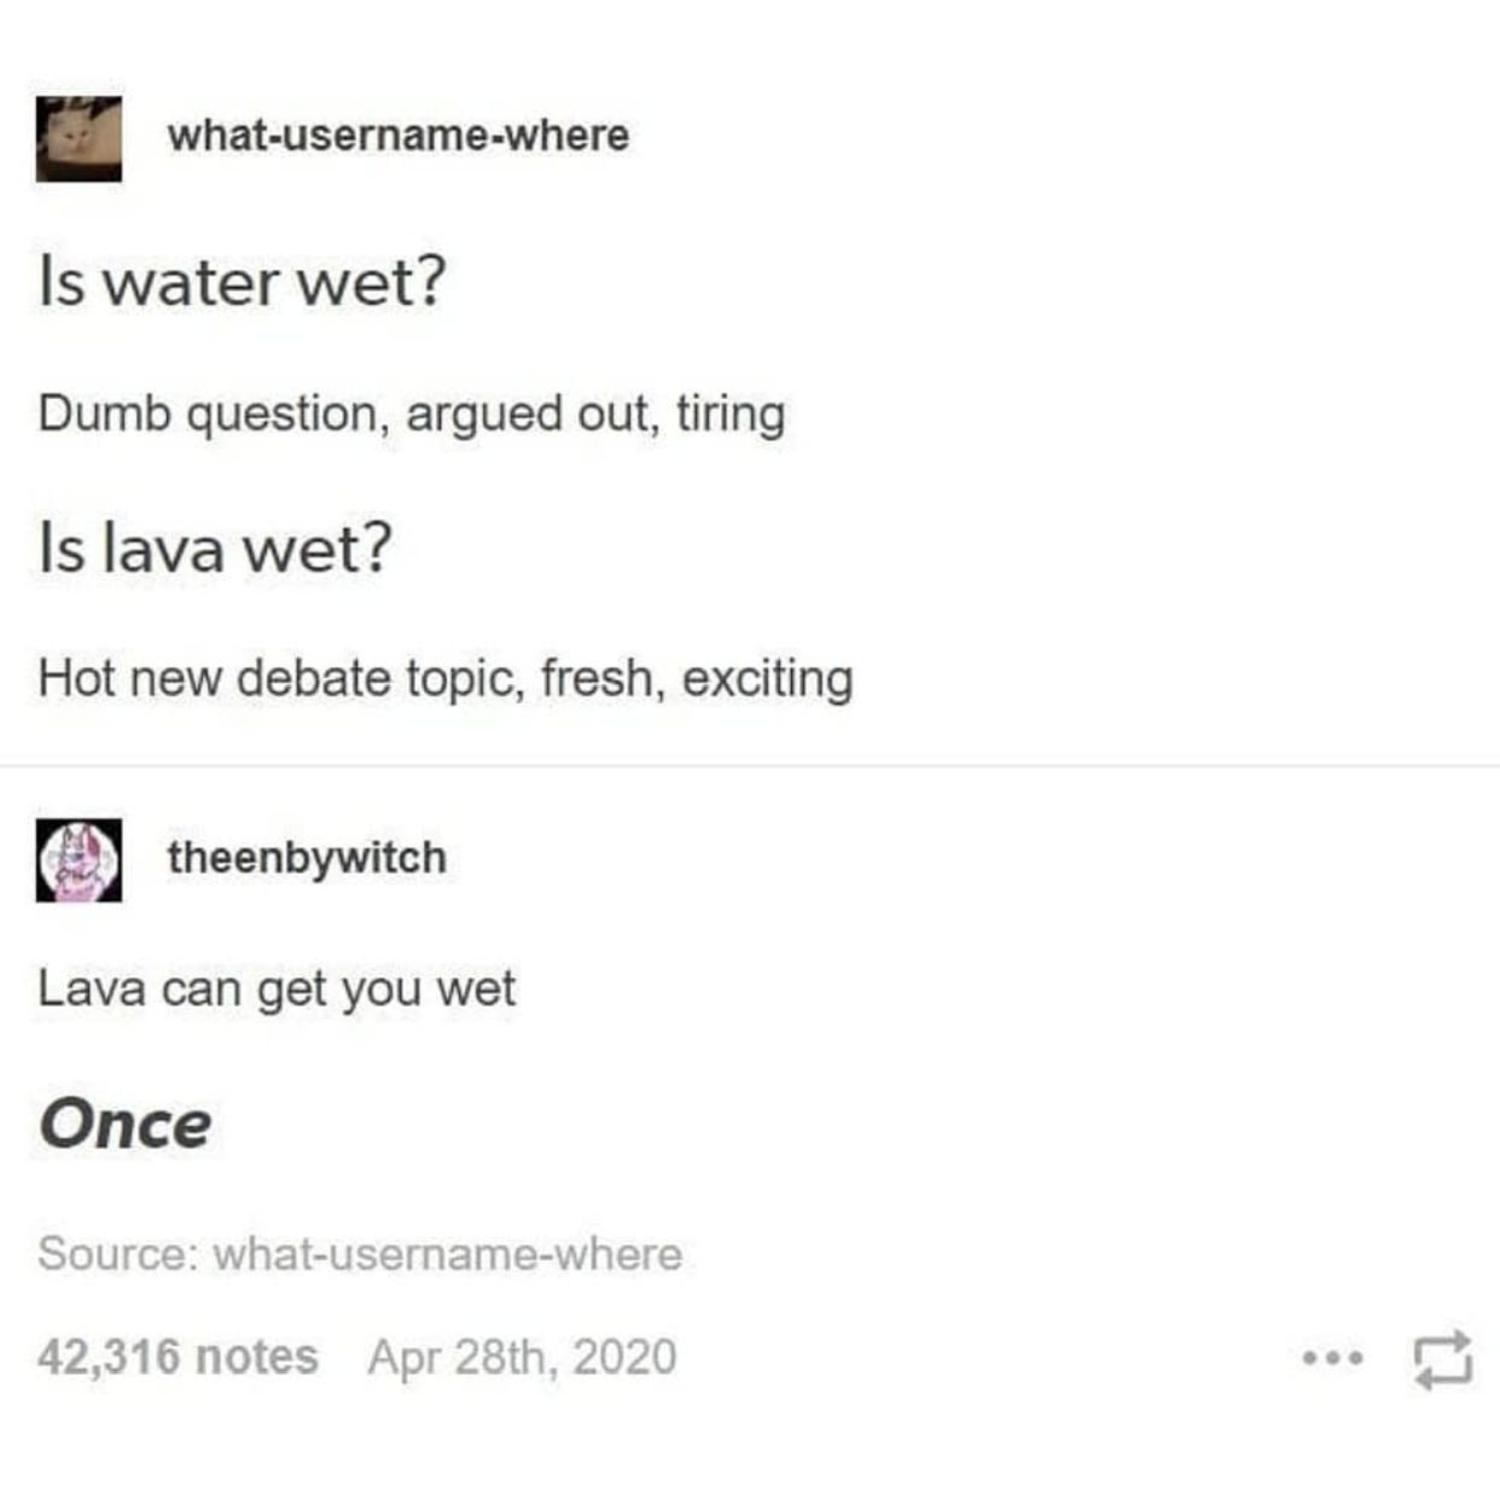 what-username-where
Is water wet?
Dumb question, argued out, tiring
Is lava wet?
Hot new debate topic, fresh, exciting
theenbywitch
Lava can get you wet
Once
Source: what-username-where
42,316 notes Apr 28th, 2020